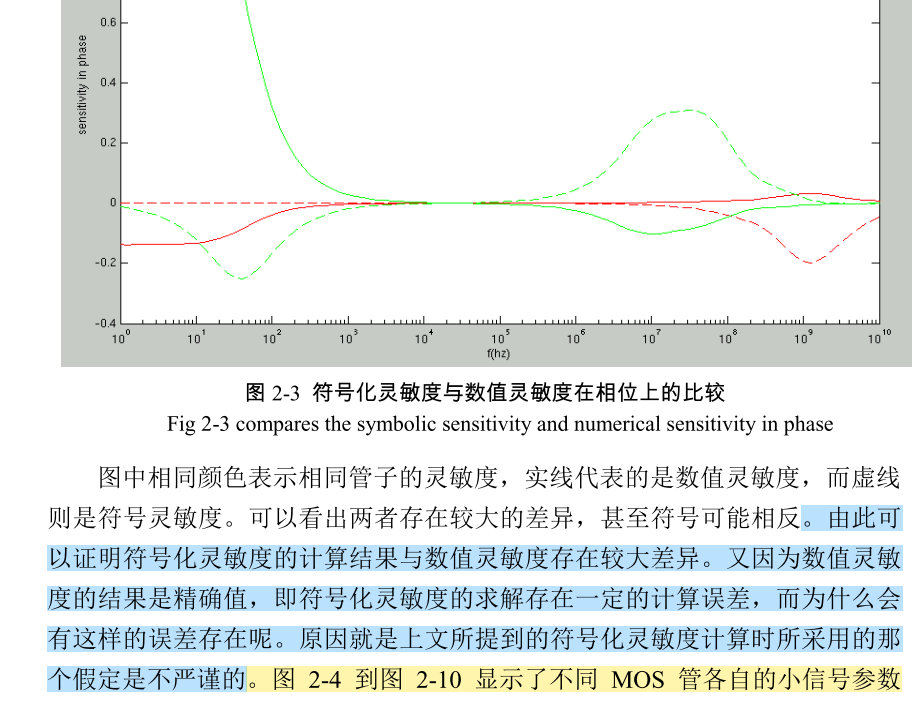 0.6
0.4
0.2
0
-0.2
-0.4
sensitivity in phase
10^0 10^1 10^2 10^3 10^4 10^5 10^6 10^7 10^8 10^9 10^10
f(hz)
图 2-3 符号化灵敏度与数值灵敏度在相位上的比较
Fig 2-3 compares the symbolic sensitivity and numerical sensitivity in phase
图中相同颜色表示相同管子的灵敏度，实线代表的是数值灵敏度，而虚线
则是符号灵敏度。可以看出两者存在较大的差异，甚至符号可能相反。由此可
以证明符号化灵敏度的计算结果与数值灵敏度存在较大差异。又因为数值灵敏
度的结果是精确值，即符号化灵敏度的求解存在一定的计算误差，而为什么会
有这样的误差存在呢。原因就是上文所提到的符号化灵敏度计算时所采用的那
个假定是不严谨的。图 2-4 到图 2-10 显示了不同 MOS 管各自的小信号参数